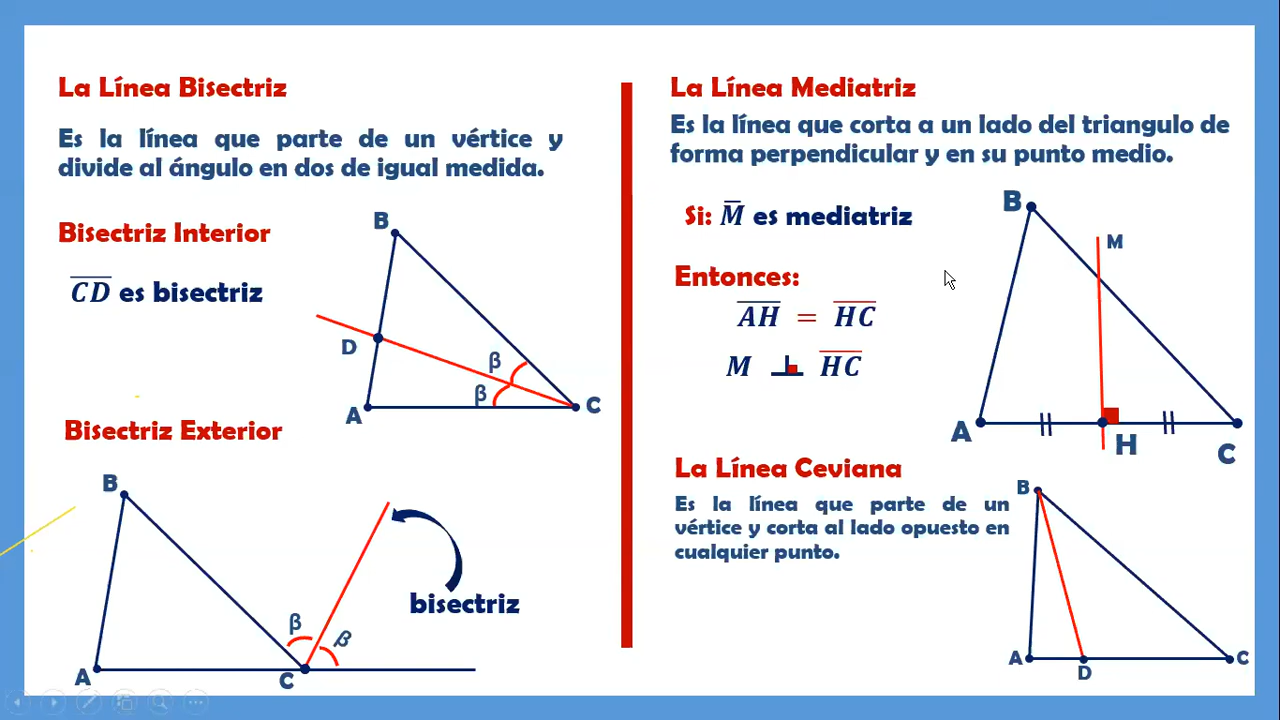 La Línea Bisectriz
Es la línea que parte de un vértice y
divide al ángulo en dos de igual medida.
Bisectriz Interior
CD es bisectriz
B
D
β
β
A
C
Bisectriz Exterior
B
bisectriz
β
β
A
C
La Línea Mediatriz
Es la línea que corta a un lado del triangulo de
forma perpendicular y en su punto medio.
Si: M̅ es mediatriz
Entonces:
AH = HC
M ⊥ HC
B
M
A
H
C
La Línea Ceviana
Es la línea que parte de un
vértice y corta al lado opuesto en
cualquier punto.
B
A
D
C